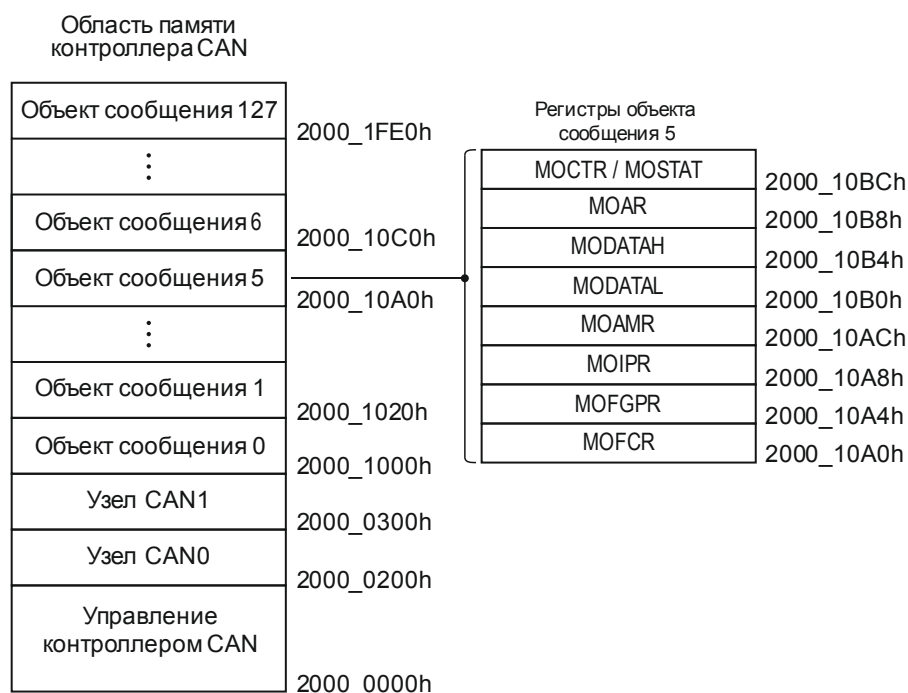 Область памяти
контроллера CAN
Объект сообщения 127
2000_1FE0h
⋮
Объект сообщения 6
2000_10C0h
Объект сообщения 5
2000_10A0h
⋮
Объект сообщения 1
2000_1020h
Объект сообщения 0
2000_1000h
Узел CAN1
2000_0300h
Узел CAN0
2000_0200h
Управление
контроллером CAN
2000_0000h
Регистры объекта
сообщения 5
MOCTR / MOSTAT
2000_10BCh
MOAR
2000_10B8h
MODATAH
2000_10B4h
MODATAL
2000_10B0h
MOAMR
2000_10ACh
MOIPR
2000_10A8h
MOFGPR
2000_10A4h
MOFCR
2000_10A0h